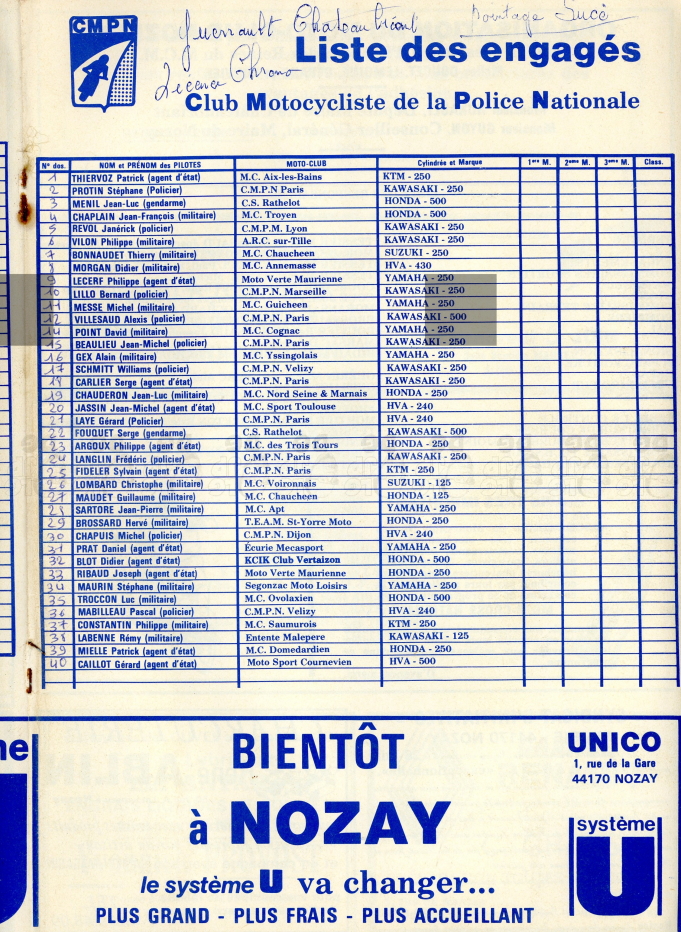 CMPN
Guerrault Chateaubriant
Sucé
Licence Chrono
Liste des engagés
Club Motocycliste de la Police Nationale
N° dos. NOM et PRÉNOM des PILOTES MOTO-CLUB Cylindrée et Marque 1ère M. 2ème M. 3ème M. Class.
1 THIERVOZ Patrick (agent d'état) M.C. Aix-les-Bains KTM - 250
2 PROTIN Stéphane (Policier) C.M.P.N Paris KAWASAKI - 250
3 MENIL Jean-Luc (gendarme) C.S. Rathelot HONDA - 500
4 CHAPLAIN Jean-François (militaire) M.C. Troyen HONDA - 500
5 REVOL Janérick (policier) C.M.P.M. Lyon KAWASAKI - 250
6 VILON Philippe (militaire) A.R.C. sur-Tille KAWASAKI - 250
7 BONNAUDET Thierry (militaire) M.C. Chaucheen SUZUKI - 250
8 MORGAN Didier (militaire) M.C. Annemasse HVA - 430
9 LECERF Philippe (agent d'état) Moto Verte Maurienne YAMAHA - 250
10 LILLO Bernard (policier) C.M.P.N. Marseille KAWASAKI - 250
11 MESSE Michel (militaire) M.C. Guicheen YAMAHA - 250
12 VILLESAUD Alexis (policier) C.M.P.N. Paris KAWASAKI - 500
14 POINT David (militaire) M.C. Cognac YAMAHA - 250
15 BEAULIEU Jean-Michel (policier) C.M.P.N. Paris KAWASAKI - 250
16 GEX Alain (militaire) M.C. Yssingolais YAMAHA - 250
17 SCHMITT Williams (policier) C.M.P.N. Velizy KAWASAKI - 250
18 CARLIER Serge (agent d'état) C.M.P.N. Paris KAWASAKI - 250
19 CHAUDERON Jean-Luc (militaire) M.C. Nord Seine & Marnais HONDA - 250
20 JASSIN Jean-Michel (agent d'état) M.C. Sport Toulouse HVA - 240
21 LAYE Gérard (Policier) C.M.P.N. Paris HVA - 240
22 FOUQUET Serge (gendarme) C.S. Rathelot KAWASAKI - 500
23 ARGOUX Philippe (agent d'état) M.C. des Trois Tours HONDA - 250
24 LANGLIN Frédéric (policier) C.M.P.N. Paris KAWASAKI - 250
25 FIDELER Sylvain (agent d'état) C.M.P.N. Paris KTM - 250
26 LOMBARD Christophe (militaire) M.C. Voironnais SUZUKI - 125
27 MAUDET Guillaume (militaire) M.C. Chaucheen HONDA - 125
28 SARTORE Jean-Pierre (militaire) M.C. Apt YAMAHA - 250
29 BROSSARD Hervé (militaire) T.E.A.M. St-Yorre Moto HONDA - 250
30 CHAPUIS Michel (policier) C.M.P.N. Dijon HVA - 240
31 PRAT Daniel (agent d'état) Écurie Mecasport YAMAHA - 250
32 BLOT Didier (agent d'état) KCIK Club Vertaizon HONDA - 500
33 RIBAUD Joseph (agent d'état) Moto Verte Maurienne HONDA - 250
34 MAURIN Stéphane (militaire) Segonzac Moto Loisirs YAMAHA - 250
35 TROCCON Luc (militaire) M.C. Ovolaxien HONDA - 500
36 MABILLEAU Pascal (policier) C.M.P.N. Velizy HVA - 240
37 CONSTANTIN Philippe (militaire) M.C. Saumurois KTM - 250
38 LABENNE Rémy (militaire) Entente Malepere KAWASAKI - 125
39 MIELLE Patrick (agent d'état) M.C. Domedardien HONDA - 250
40 CAILLOT Gérard (agent d'état) Moto Sport Cournevien HVA - 500
BIENTÔT
à NOZAY
le système U va changer...
PLUS GRAND - PLUS FRAIS - PLUS ACCUEILLANT
UNICO
1, rue de la Gare
44170 NOZAY
système
U